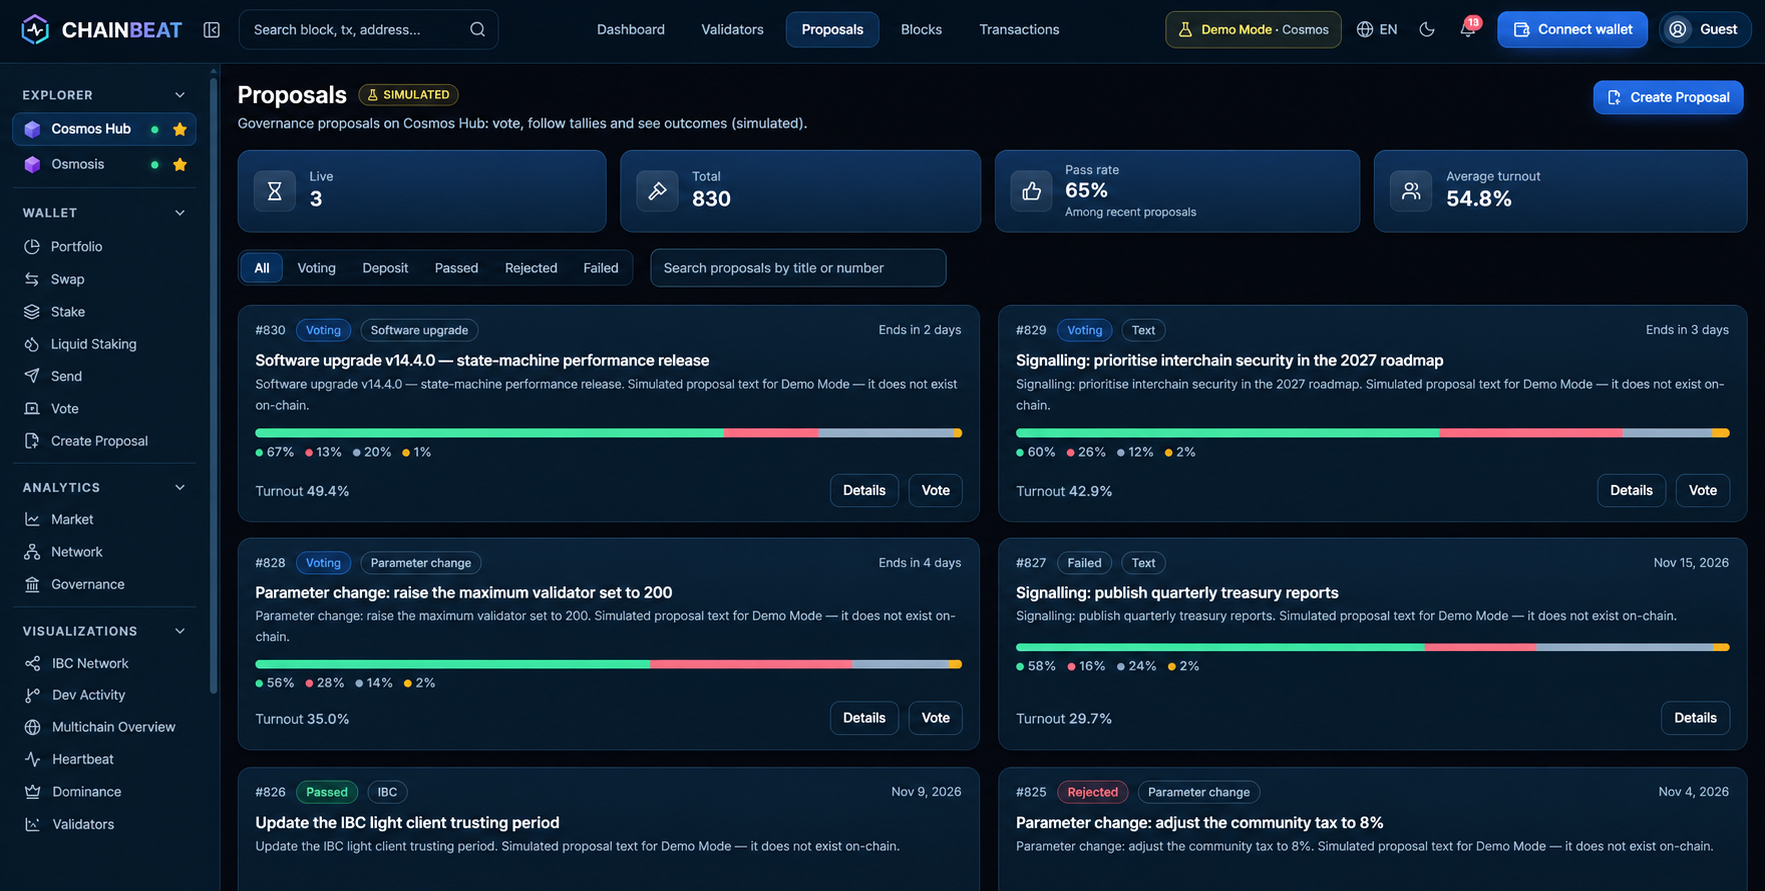 CHAINBEAT
Search block, tx, address...
Dashboard
Validators
Proposals
Blocks
Transactions
Demo Mode · Cosmos
EN
13
Connect wallet
Guest
EXPLORER
Cosmos Hub
Osmosis
WALLET
Portfolio
Swap
Stake
Liquid Staking
Send
Vote
Create Proposal
ANALYTICS
Market
Network
Governance
VISUALIZATIONS
IBC Network
Dev Activity
Multichain Overview
Heartbeat
Dominance
Validators
Proposals
SIMULATED
Governance proposals on Cosmos Hub: vote, follow tallies and see outcomes (simulated).
Create Proposal
Live
3
Total
830
Pass rate
65%
Among recent proposals
Average turnout
54.8%
All
Voting
Deposit
Passed
Rejected
Failed
Search proposals by title or number
#830 Voting Software upgrade Ends in 2 days
Software upgrade v14.4.0 — state-machine performance release
Software upgrade v14.4.0 — state-machine performance release. Simulated proposal text for Demo Mode — it does not exist
on-chain.
67% 13% 20% 1%
Turnout 49.4%
Details
Vote
#829 Voting Text Ends in 3 days
Signalling: prioritise interchain security in the 2027 roadmap
Signalling: prioritise interchain security in the 2027 roadmap. Simulated proposal text for Demo Mode — it does not exist on-
chain.
60% 26% 12% 2%
Turnout 42.9%
Details
Vote
#828 Voting Parameter change Ends in 4 days
Parameter change: raise the maximum validator set to 200
Parameter change: raise the maximum validator set to 200. Simulated proposal text for Demo Mode — it does not exist on-
chain.
56% 28% 14% 2%
Turnout 35.0%
Details
Vote
#827 Failed Text Nov 15, 2026
Signalling: publish quarterly treasury reports
Signalling: publish quarterly treasury reports. Simulated proposal text for Demo Mode — it does not exist on-chain.
58% 16% 24% 2%
Turnout 29.7%
Details
#826 Passed IBC Nov 9, 2026
Update the IBC light client trusting period
Update the IBC light client trusting period. Simulated proposal text for Demo Mode — it does not exist on-chain.
#825 Rejected Parameter change Nov 4, 2026
Parameter change: adjust the community tax to 8%
Parameter change: adjust the community tax to 8%. Simulated proposal text for Demo Mode — it does not exist on-chain.